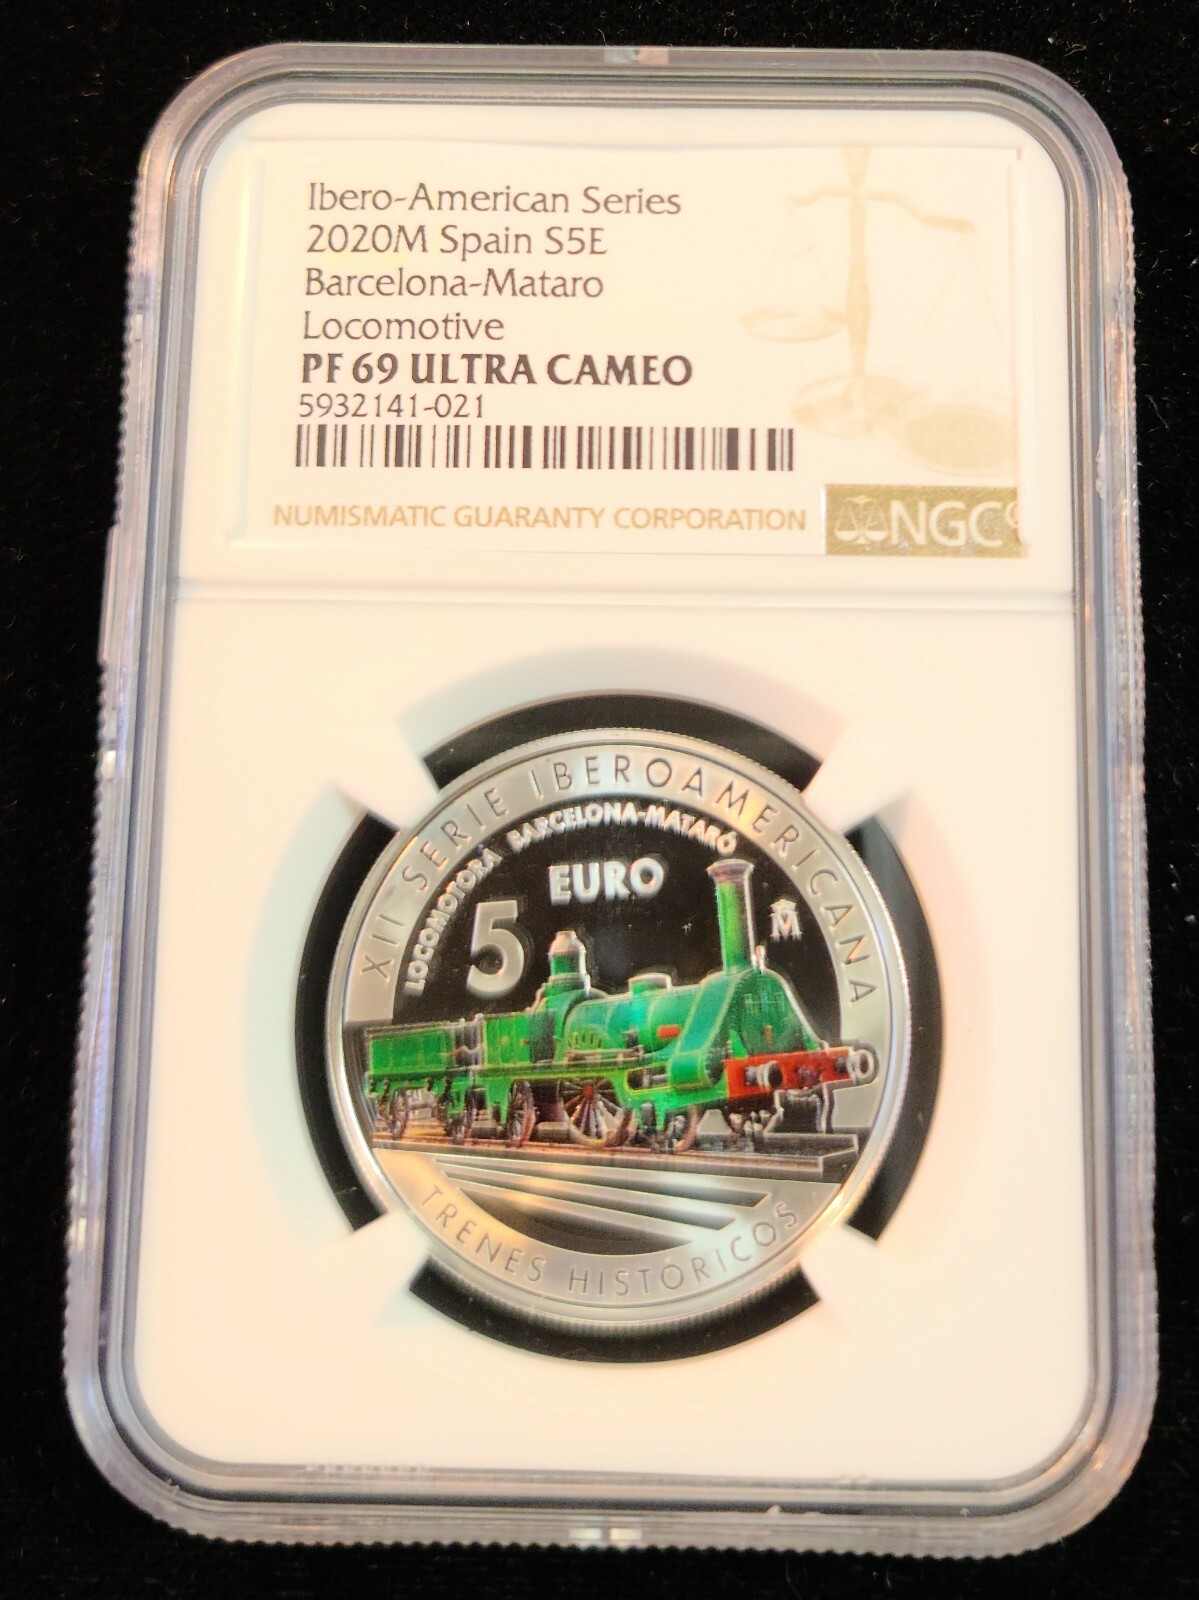 Ibero-American Series
2020M Spain S5E
Barcelona-Mataro
Locomotive
PF 69 ULTRA CAMEO
5932141-021
NUMISMATIC GUARANTY CORPORATION
NGC
XII SERIE IBEROAMERICANA
LOCOMOTORA BARCELONA-MATARÓ
5 EURO
M
TRENES HISTÓRICOS